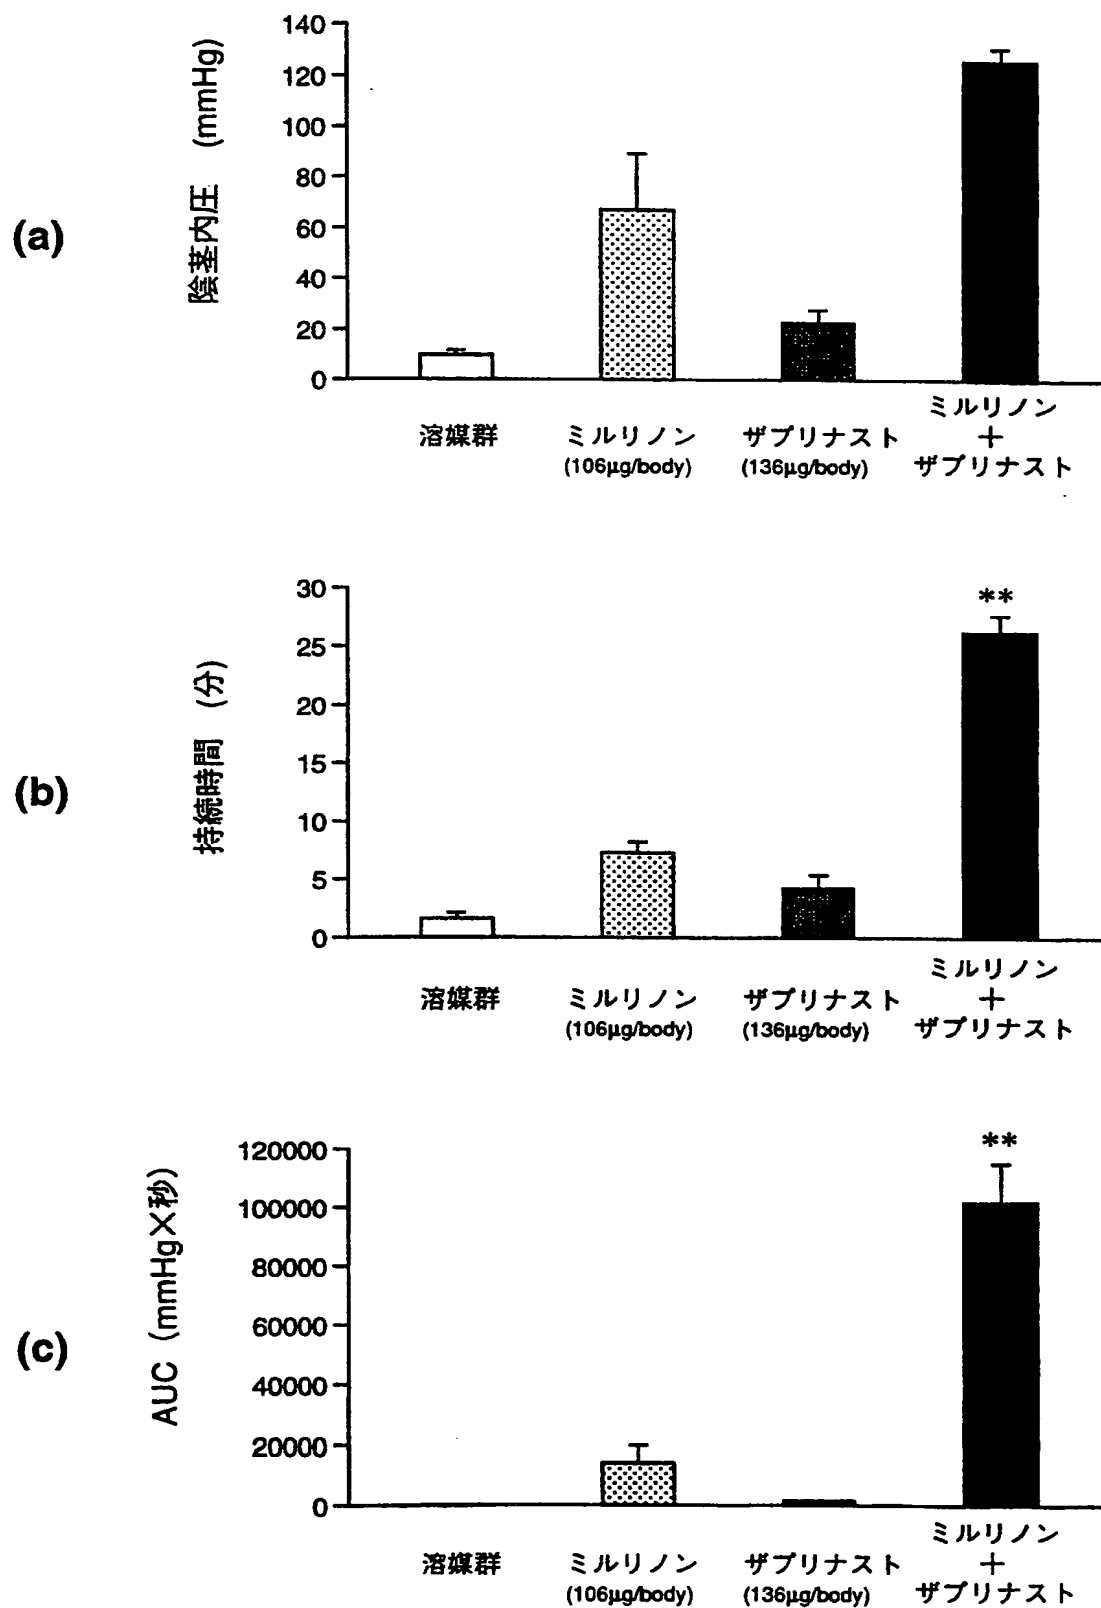 (a)
陰茎内圧 (mmHg)
140
120
100
80
60
40
20
0
溶媒群
ミルリノン
(106μg/body)
ザプリナスト
(136μg/body)
ミルリノン
+
ザプリナスト
(b)
持続時間 (分)
30
25
20
15
10
5
0
**
溶媒群
ミルリノン
(106μg/body)
ザプリナスト
(136μg/body)
ミルリノン
+
ザプリナスト
(c)
AUC (mmHg×秒)
120000
100000
80000
60000
40000
20000
0
**
溶媒群
ミルリノン
(106μg/body)
ザプリナスト
(136μg/body)
ミルリノン
+
ザプリナスト